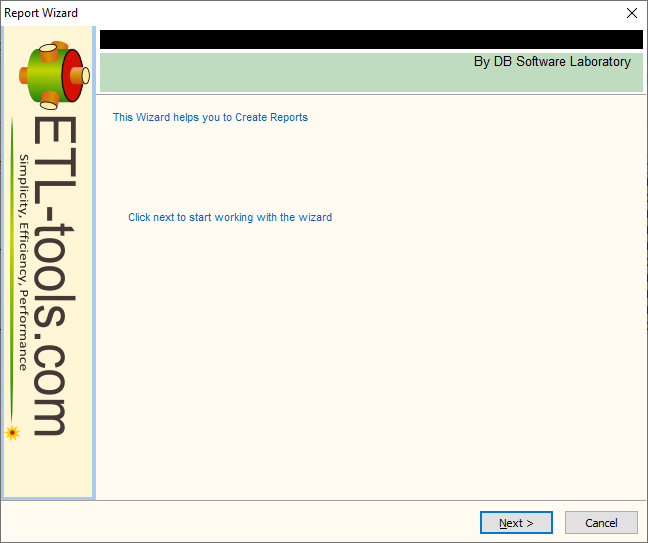 Report Wizard
By DB Software Laboratory
ETL-tools.com
Simplicity, Efficiency, Performance
This Wizard helps you to Create Reports
Click next to start working with the wizard
Next >
Cancel